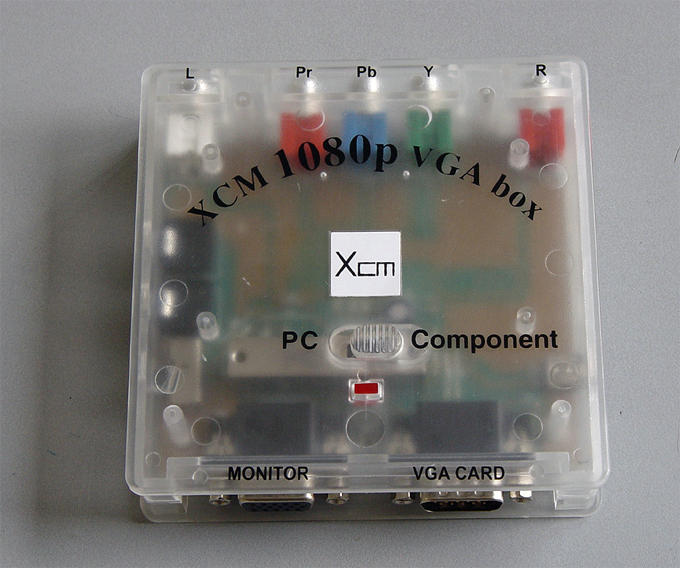 L Pr Pb Y R
XCM 1080p VGA box
Xcm
PC Component
MONITOR VGA CARD